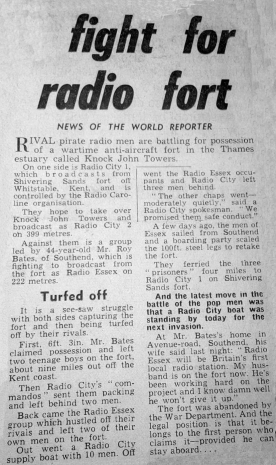 fight for
radio fort
NEWS OF THE WORLD REPORTER
RIVAL pirate radio men are battling for possession
of a wartime anti-aircraft fort in the Thames
estuary called Knock John Towers.
On one side is Radio City 1,
which broadcasts from
Shivering Sands fort off
Whitstable, Kent, and is
controlled by the Radio Caro-
line organisation.
They hope to take over
Knock John Towers and
broadcast as Radio City 2
on 299 metres.
Against them is a group
led by 44-year-old Mr. Roy
Bates, of Southend, which is
fighting to broadcast from
the fort as Radio Essex on
222 metres.
Turfed off
It is a see-saw struggle
with both sides capturing the
fort and then being turfed
off by their rivals.
First, 6ft. 3in. Mr. Bates
claimed possession and left
two teenage boys on the fort,
about nine miles out off the
Kent coast.
Then Radio City's "com-
mandos" sent them packing
and left behind two men.
Back came the Radio Essex
group which hustled off their
rivals and left two of their
own men on the fort.
Out went a Radio City
supply boat with 10 men. Off
went the Radio Essex occu-
pants and Radio City left
three men behind.
"The other chaps went—
moderately quietly," said a
Radio City spokesman. "We
promised them safe conduct."
A few days ago, the men of
Essex sailed from Southend
and a boarding party scaled
the 100ft. steel legs to retake
the fort.
They ferried the three
"prisoners" four miles to
Radio City 1 on Shivering
Sands fort.
And the latest move in the
battle of the pop men was
that a Radio City boat was
standing by today for the
next invasion.
At Mr. Bates's home in
Avenue-road, Southend, his
wife said last night: "Radio
Essex will be Britain's first
local radio station. My hus-
band is on the fort now. He's
been working hard on the
project and I know damn well
he won't give it up."
The fort was abandoned by
the War Department. And the
legal position is that it be-
longs to the first person who
claims it—provided he can
stay aboard....